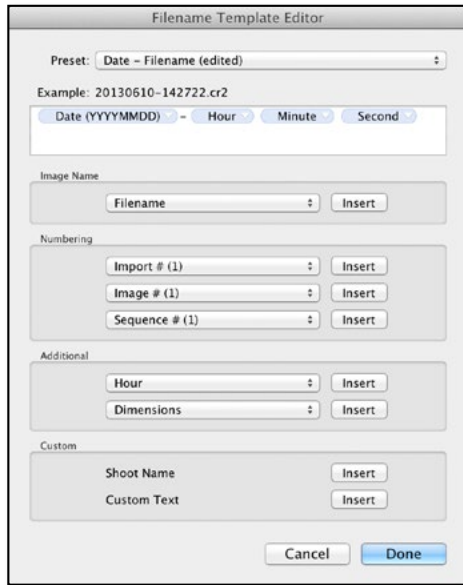 Filename Template Editor
Preset: Date – Filename (edited)
Example: 20130610-142722.cr2
Date (YYYYMMDD) – Hour Minute Second
Image Name
Filename Insert
Numbering
Import # (1) Insert
Image # (1) Insert
Sequence # (1) Insert
Additional
Hour Insert
Dimensions Insert
Custom
Shoot Name Insert
Custom Text Insert
Cancel Done